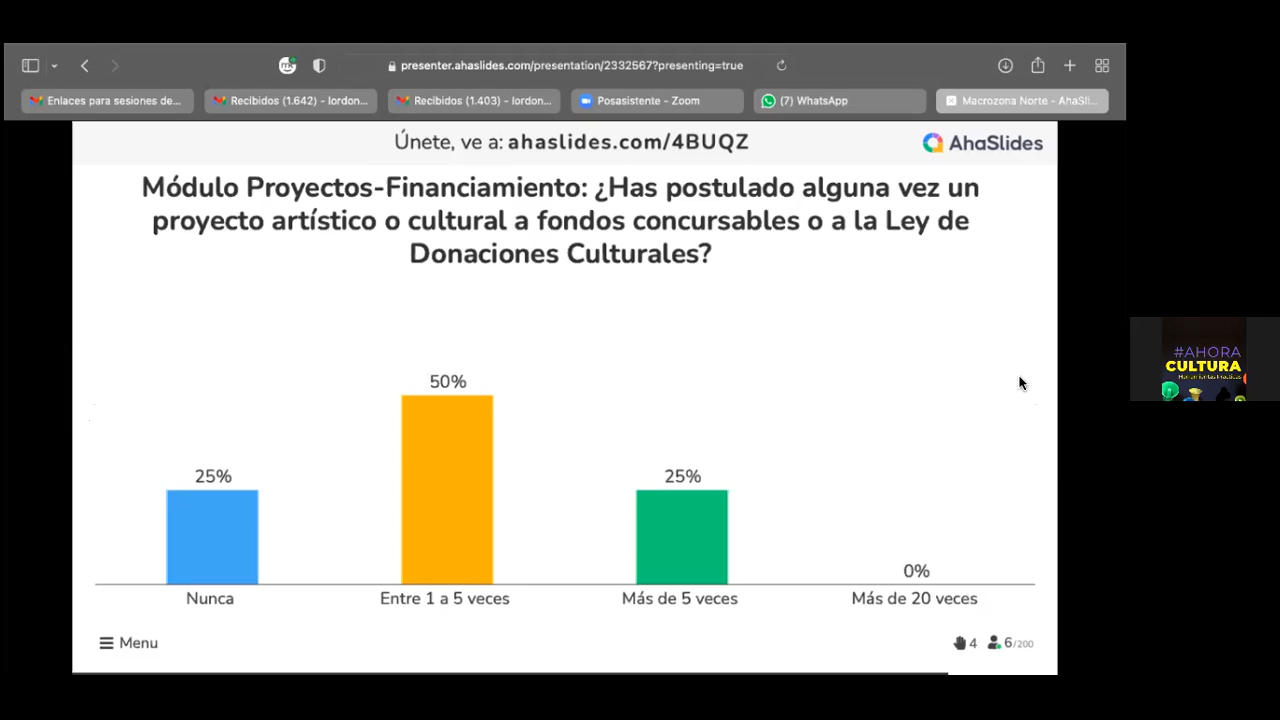 presenter.ahaslides.com/presentation/2332567?presenting=true
Enlaces para sesiones de...
Recibidos (1.642) - lordon...
Recibidos (1.403) - lordon...
Posasistente - Zoom
(7) WhatsApp
Macrozona Norte - AhaSli...
Únete, ve a: ahaslides.com/4BUQZ
AhaSlides
Módulo Proyectos-Financiamiento: ¿Has postulado alguna vez un
proyecto artístico o cultural a fondos concursables o a la Ley de
Donaciones Culturales?
#AHORA
CULTURA
Herramientas Prácticas
50%
25%
25%
0%
Nunca
Entre 1 a 5 veces
Más de 5 veces
Más de 20 veces
Menu
4
6/200